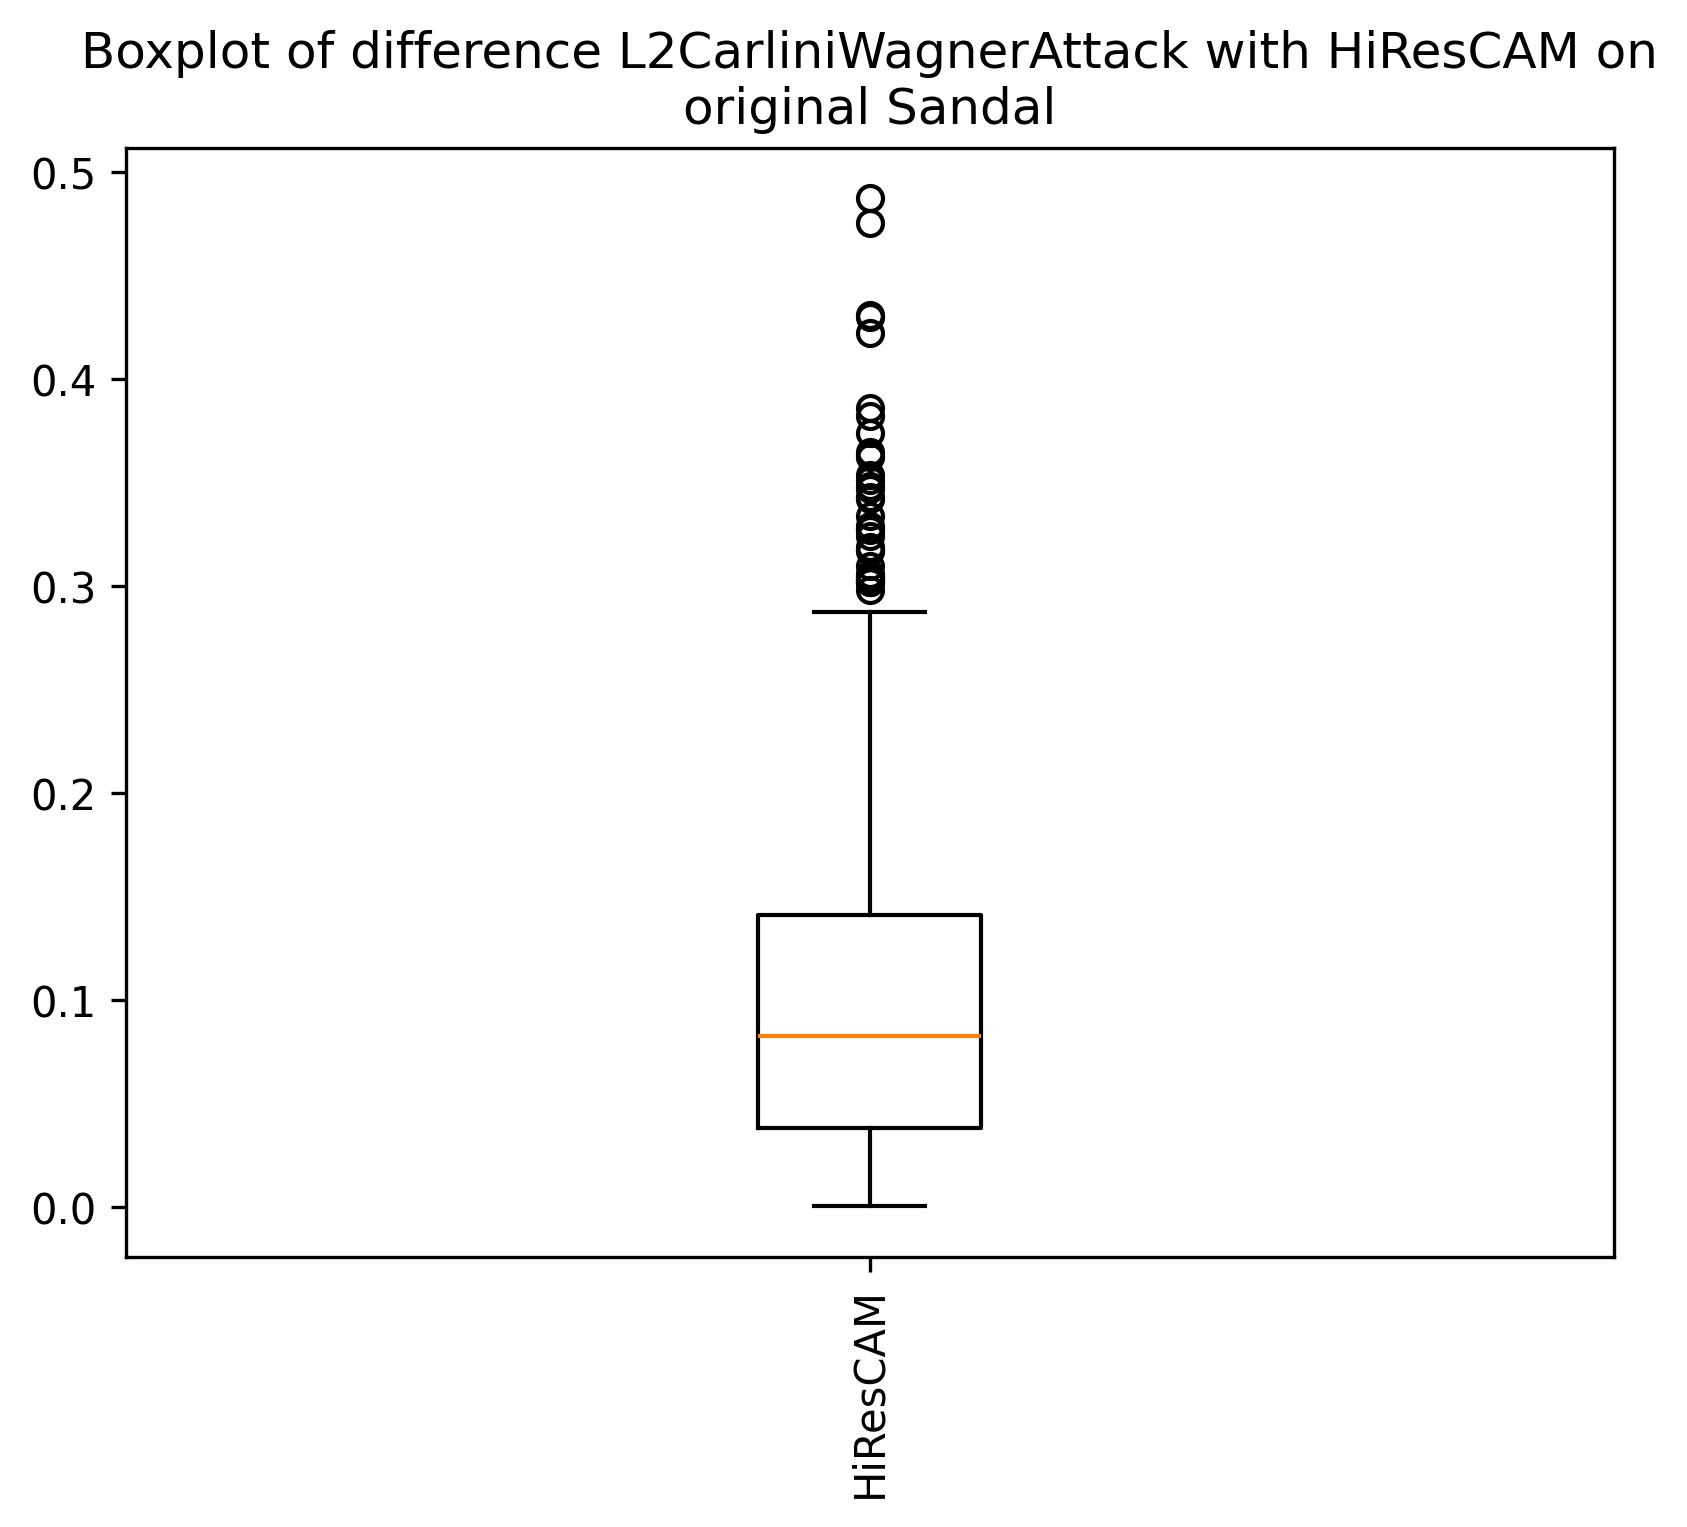 Boxplot of difference L2CarliniWagnerAttack with HiResCAM on
original Sandal
0.5
0.4
0.3
0.2
0.1
0.0
HiResCAM